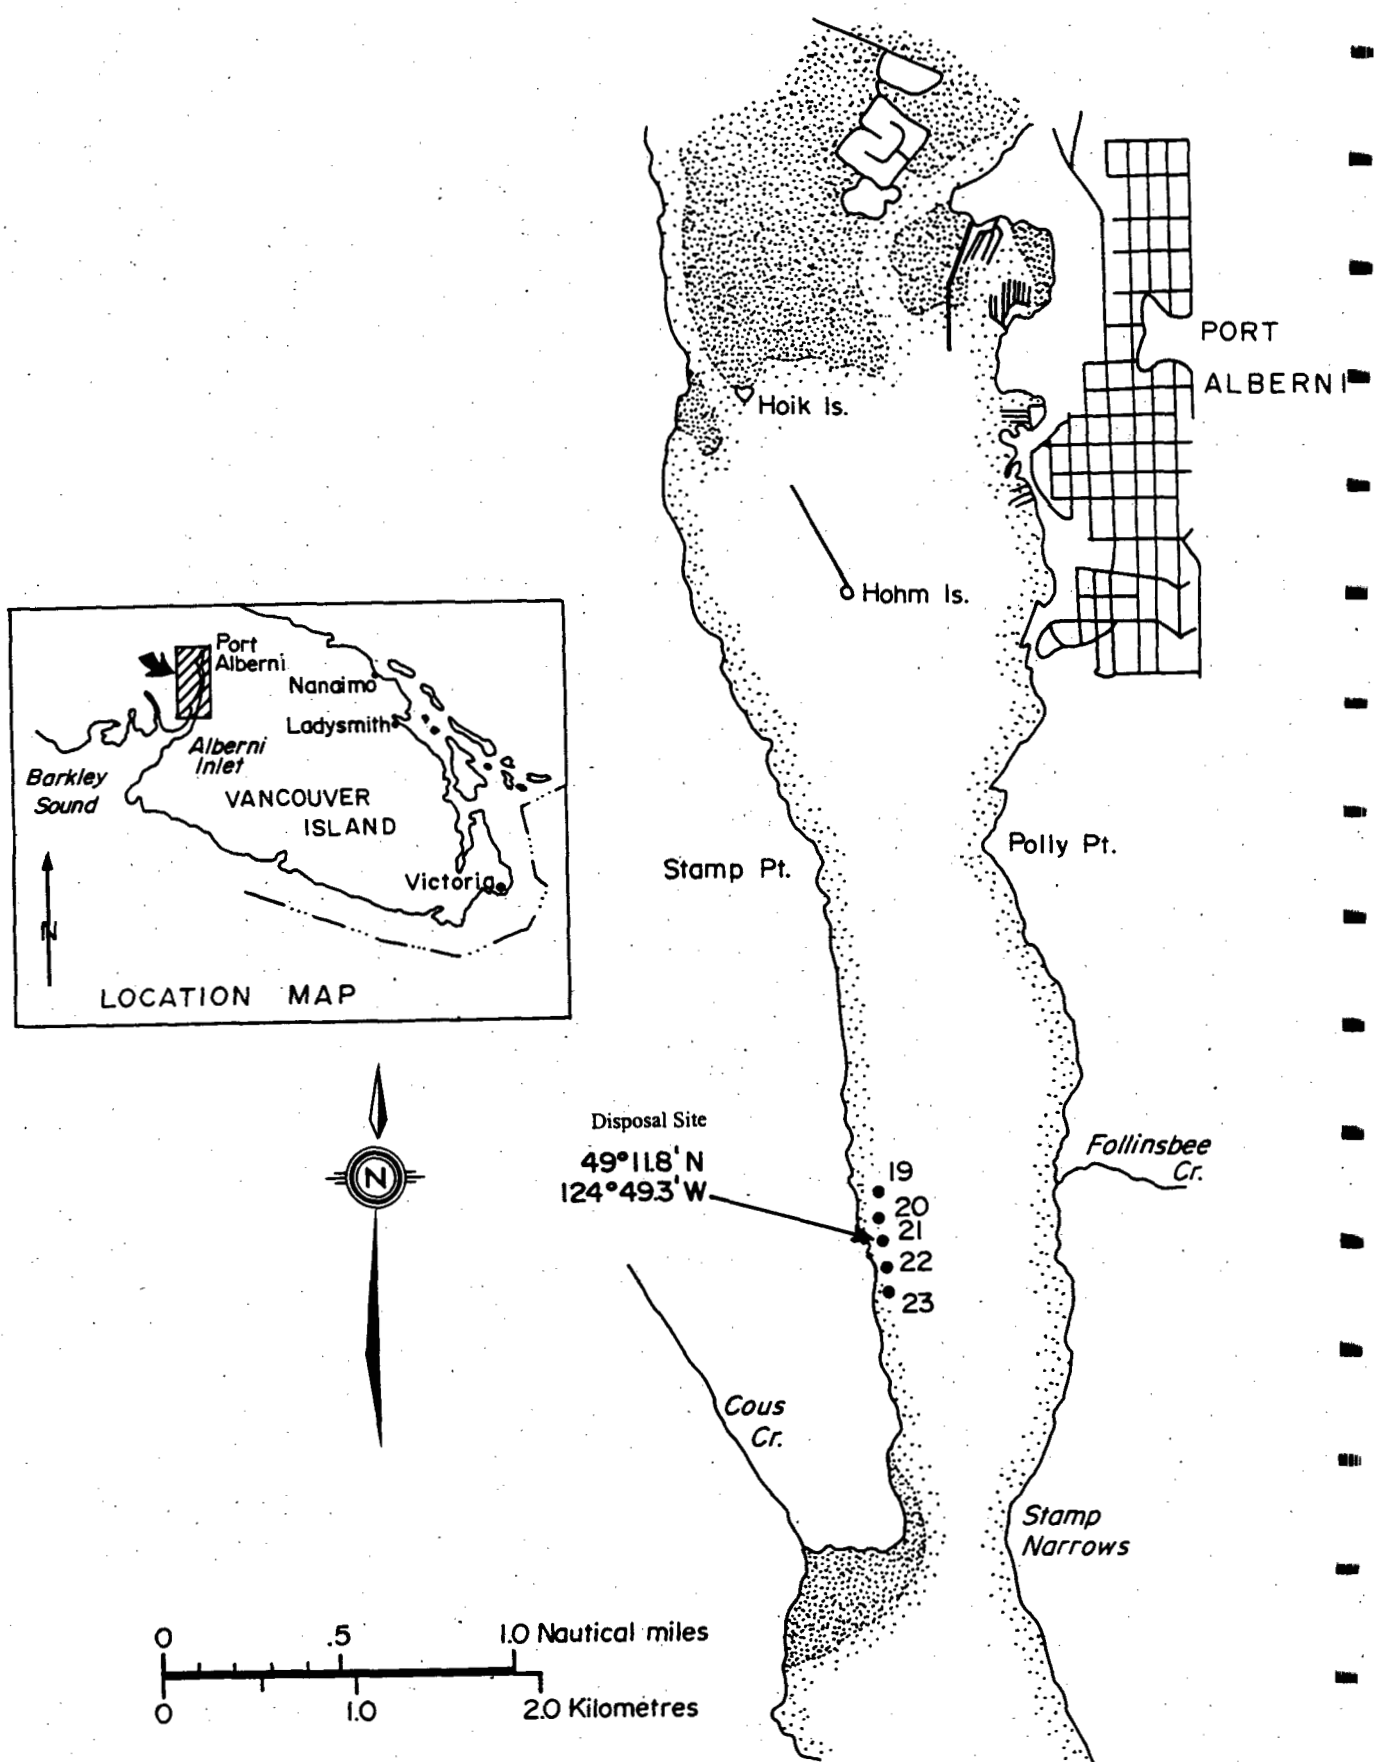 PORT
ALBERNI
Hoik Is.
Hohm Is.
Port
Alberni
Nanaimo
Ladysmith
Alberni
Inlet
Barkley
Sound
VANCOUVER
ISLAND
Victoria
N
LOCATION MAP
Stamp Pt.
Polly Pt.
N
Disposal Site
49°11.8'N
124°49.3'W
19
20
21
22
23
Follinsbee
Cr.
Cous
Cr.
Stamp
Narrows
0 .5 1.0 Nautical miles
0 1.0 2.0 Kilometres